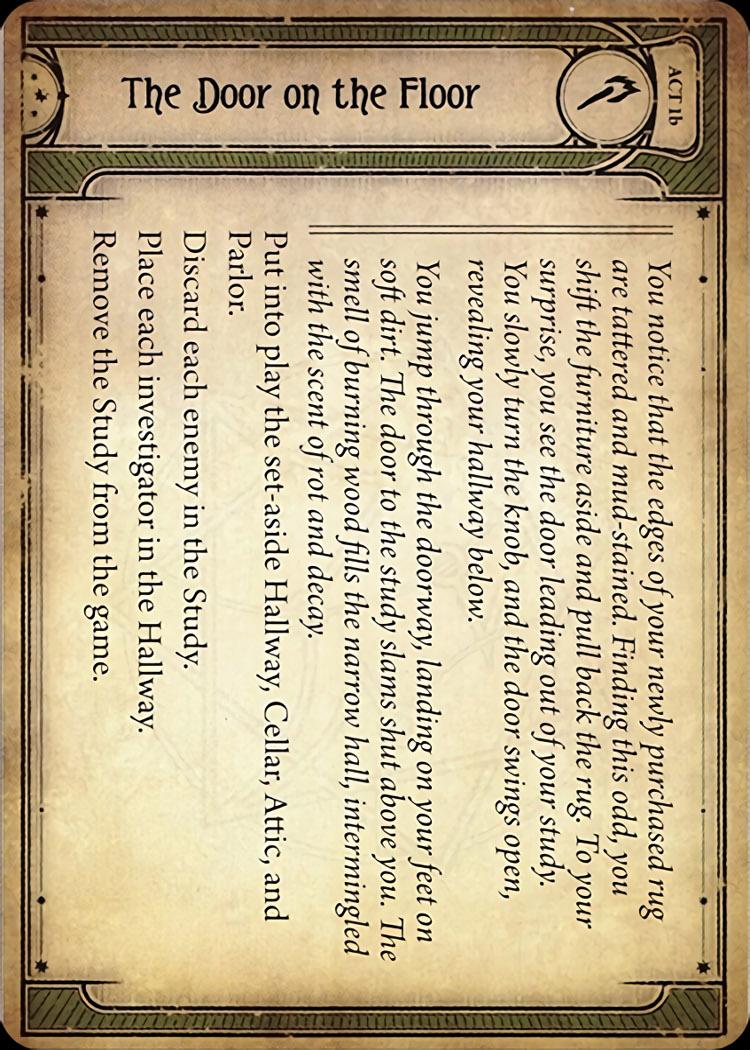 ACT 1b
The Door on the Floor
You notice that the edges of your newly purchased rug
are tattered and mud-stained. Finding this odd, you
shift the furniture aside and pull back the rug. To your
surprise, you see the door leading out of your study.
You slowly turn the knob, and the door swings open,
revealing your hallway below.
You jump through the doorway, landing on your feet on
soft dirt. The door to the study slams shut above you. The
smell of burning wood fills the narrow hall, intermingled
with the scent of rot and decay.
Put into play the set-aside Hallway, Cellar, Attic, and
Parlor.
Discard each enemy in the Study.
Place each investigator in the Hallway.
Remove the Study from the game.